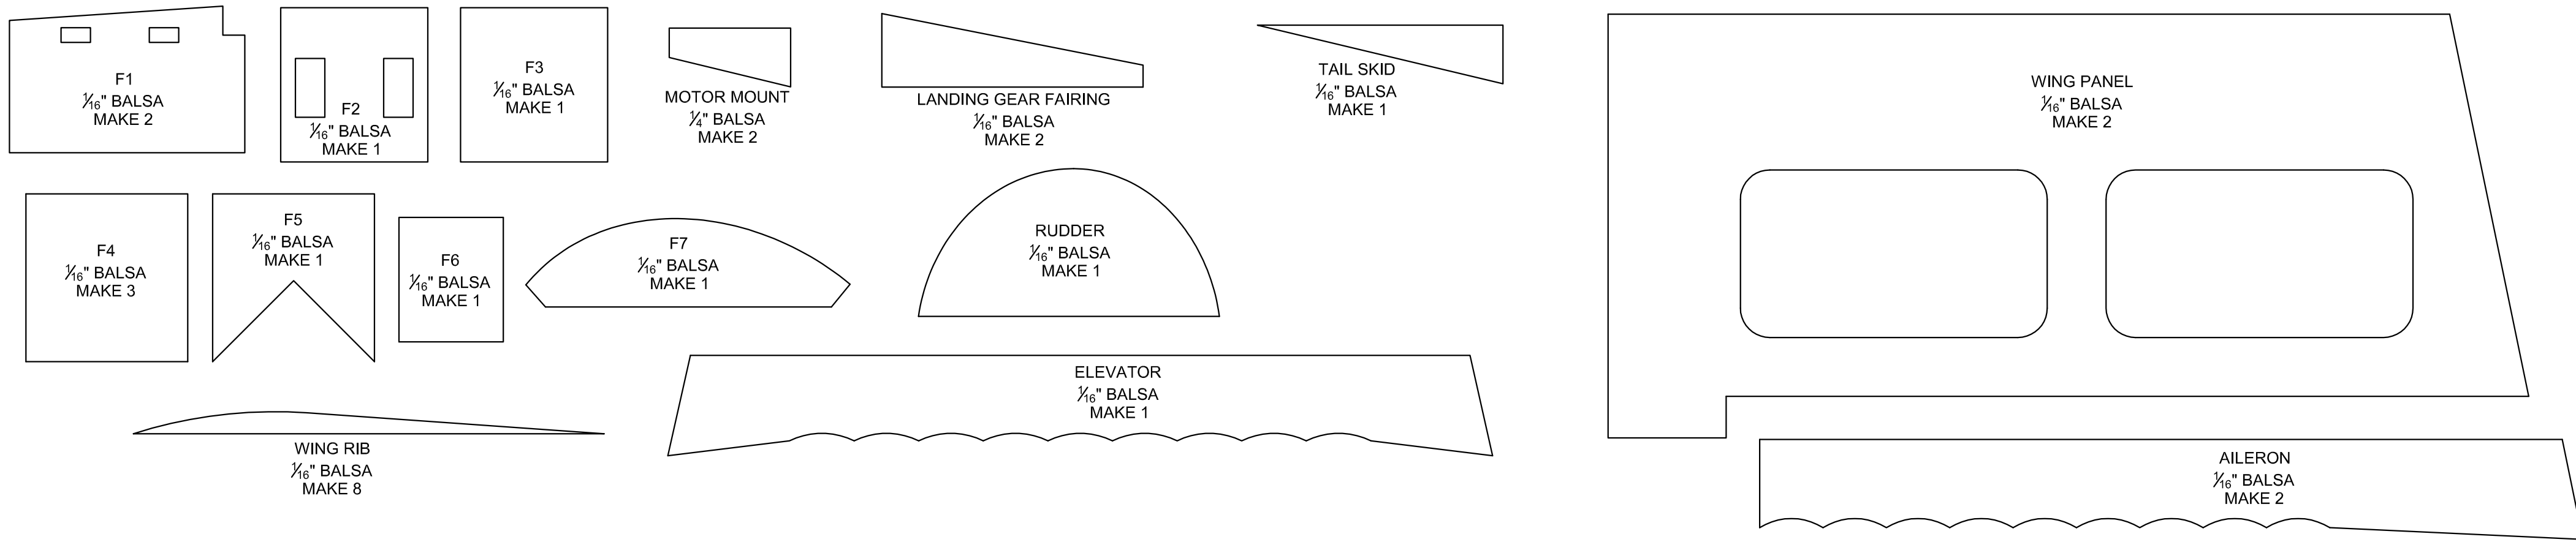 F1
1/16" BALSA
MAKE 2
F2
1/16" BALSA
MAKE 1
F3
1/16" BALSA
MAKE 1
MOTOR MOUNT
1/4" BALSA
MAKE 2
LANDING GEAR FAIRING
1/16" BALSA
MAKE 2
TAIL SKID
1/16" BALSA
MAKE 1
WING PANEL
1/16" BALSA
MAKE 2
F4
1/16" BALSA
MAKE 3
F5
1/16" BALSA
MAKE 1
F6
1/16" BALSA
MAKE 1
F7
1/16" BALSA
MAKE 1
RUDDER
1/16" BALSA
MAKE 1
ELEVATOR
1/16" BALSA
MAKE 1
WING RIB
1/16" BALSA
MAKE 8
AILERON
1/16" BALSA
MAKE 2